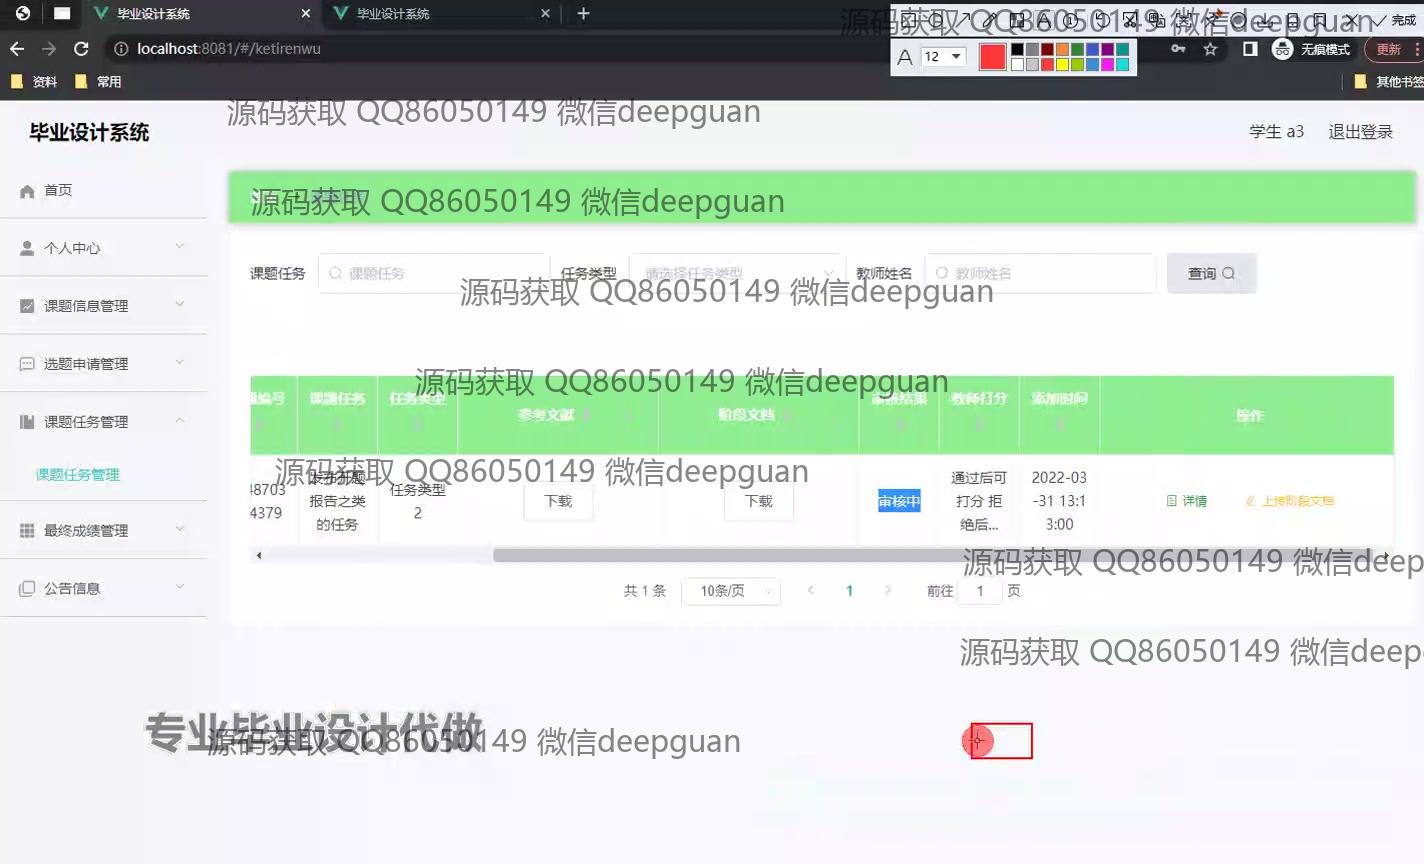 毕业设计系统
毕业设计系统
完成
源码获取 QQ86050149 微信deepguan
localhost:8081/#/ketirenwu
A 12
无痕模式
更新
资料
常用
其他书签
源码获取 QQ86050149 微信deepguan
毕业设计系统
学生 a3
退出登录
首页
源码获取 QQ86050149 微信deepguan
个人中心
课题任务
课题任务
任务类型
请选择任务类型
教师姓名
教师姓名
查询
源码获取 QQ86050149 微信deepguan
课题信息管理
选题申请管理
源码获取 QQ86050149 微信deepguan
编号
课题任务
任务类型
参考文献
阶段文档
审核结果
教师打分
添加时间
操作
课题任务管理
课题任务管理
源码获取 QQ86050149 微信deepguan
48703
4379
发布开题
报告之类
的任务
任务类型
2
下载
下载
审核中
通过后可
打分 拒
绝后...
2022-03
-31 13:1
3:00
详情
上传阶段文档
最终成绩管理
源码获取 QQ86050149 微信deep
公告信息
共 1 条
10条/页
1
前往
1
页
源码获取 QQ86050149 微信deep
专业毕业设计代做
源码获取 QQ86050149 微信deepguan